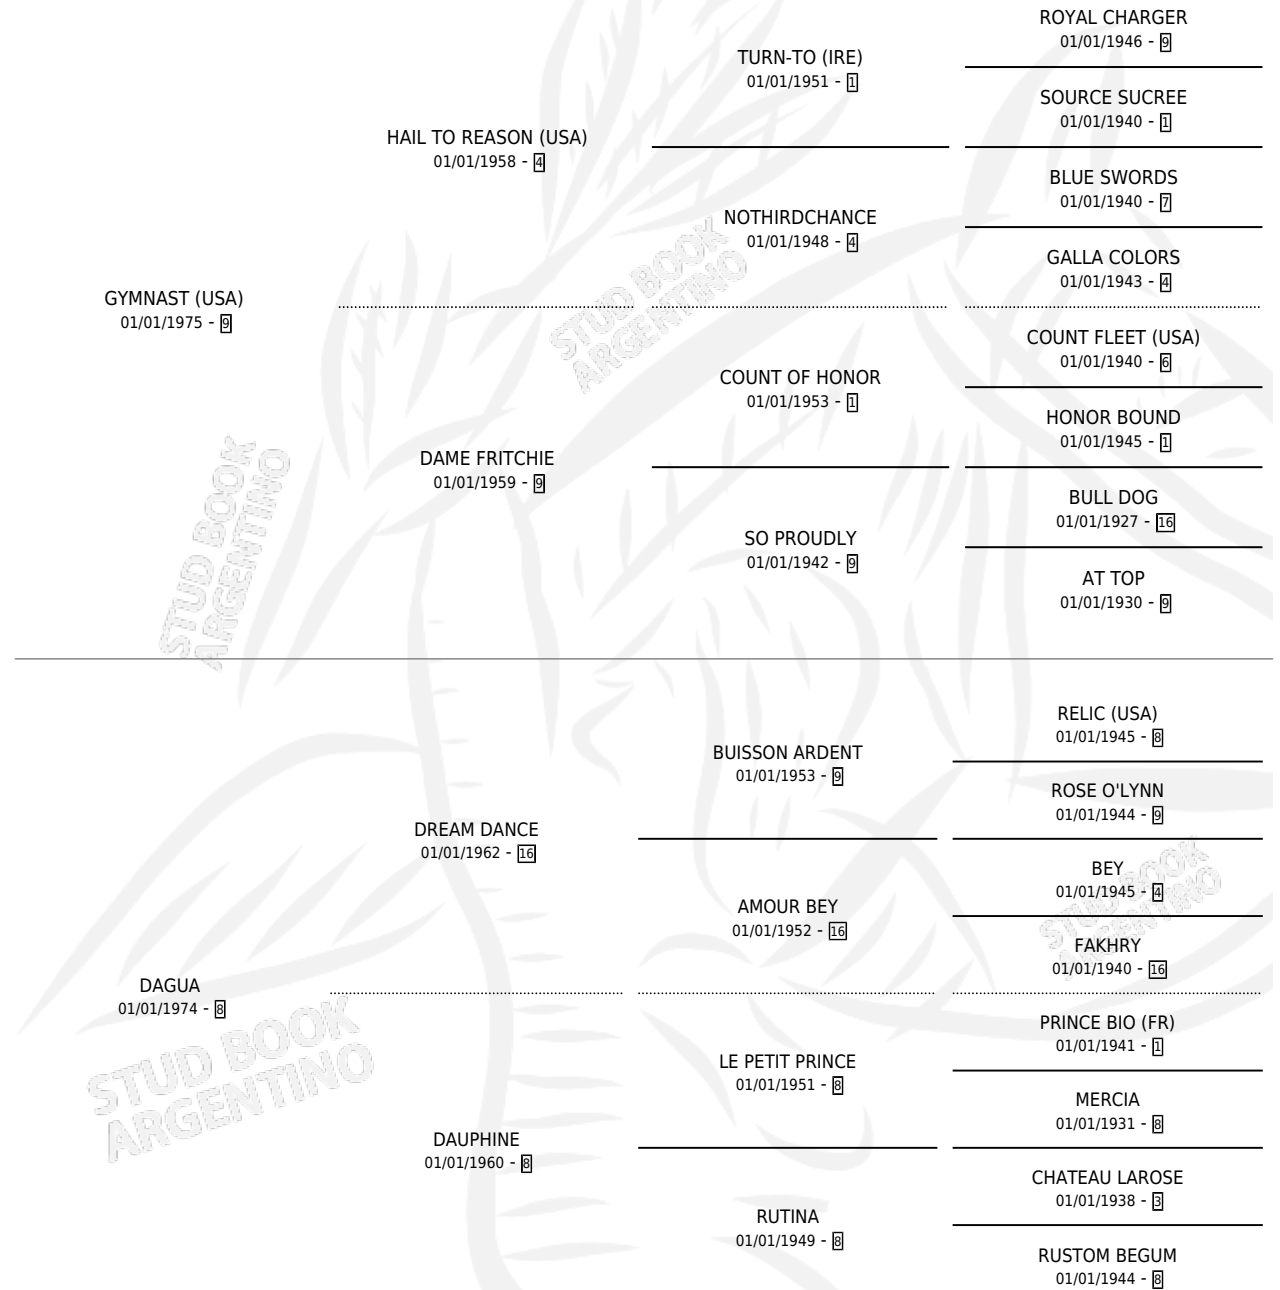 ROYAL CHARGER
01/01/1946 - 9
TURN-TO (IRE)
01/01/1951 - 1
SOURCE SUCREE
01/01/1940 - 1
HAIL TO REASON (USA)
01/01/1958 - 4
BLUE SWORDS
01/01/1940 - 7
NOTHIRDCHANCE
01/01/1948 - 4
GALLA COLORS
01/01/1943 - 4
GYMNAST (USA)
01/01/1975 - 9
STUD BOOK
ARGENTINO
COUNT FLEET (USA)
01/01/1940 - 6
COUNT OF HONOR
01/01/1953 - 1
HONOR BOUND
01/01/1945 - 1
DAME FRITCHIE
01/01/1959 - 9
BULL DOG
01/01/1927 - 16
SO PROUDLY
01/01/1942 - 9
AT TOP
01/01/1930 - 9
STUD BOOK
ARGENTINO
RELIC (USA)
01/01/1945 - 8
BUISSON ARDENT
01/01/1953 - 9
ROSE O'LYNN
01/01/1944 - 9
DREAM DANCE
01/01/1962 - 16
BEY
01/01/1945 - 4
AMOUR BEY
01/01/1952 - 16
STUD BOOK
ARGENTINO
FAKHRY
01/01/1940 - 16
DAGUA
01/01/1974 - 8
PRINCE BIO (FR)
01/01/1941 - 1
LE PETIT PRINCE
01/01/1951 - 8
STUD BOOK
ARGENTINO
MERCIA
01/01/1931 - 8
DAUPHINE
01/01/1960 - 8
CHATEAU LAROSE
01/01/1938 - 3
RUTINA
01/01/1949 - 8
RUSTOM BEGUM
01/01/1944 - 8